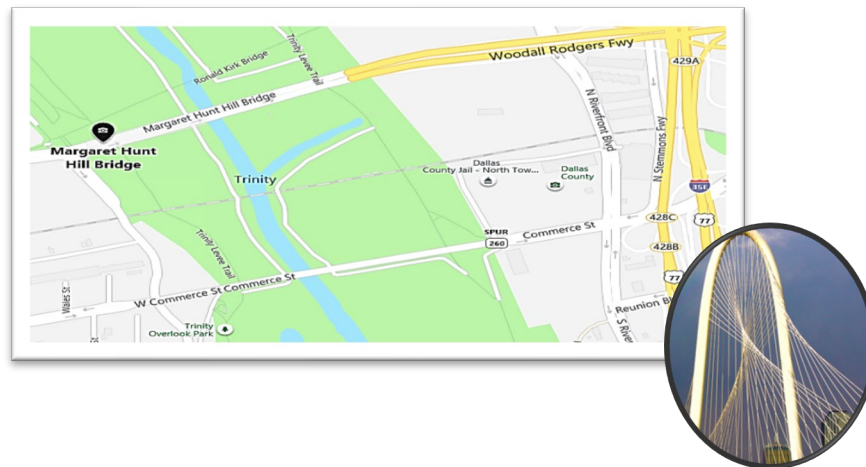 Woodall Rodgers Fwy
429A
Ronald Kirk Bridge
Trinity Levee Trail
Margaret Hunt Hill Bridge
N Riverfront Blvd
N Stemmons Fwy
Margaret Hunt
Hill Bridge
Trinity
Dallas
County Jail - North Tow...
Dallas
County
35E
77
428C
SPUR
260
Commerce St
428B
Trinity Levee Trail
77
W Commerce St
Commerce St
Wales St
Reunion
Trinity
Overlook Park